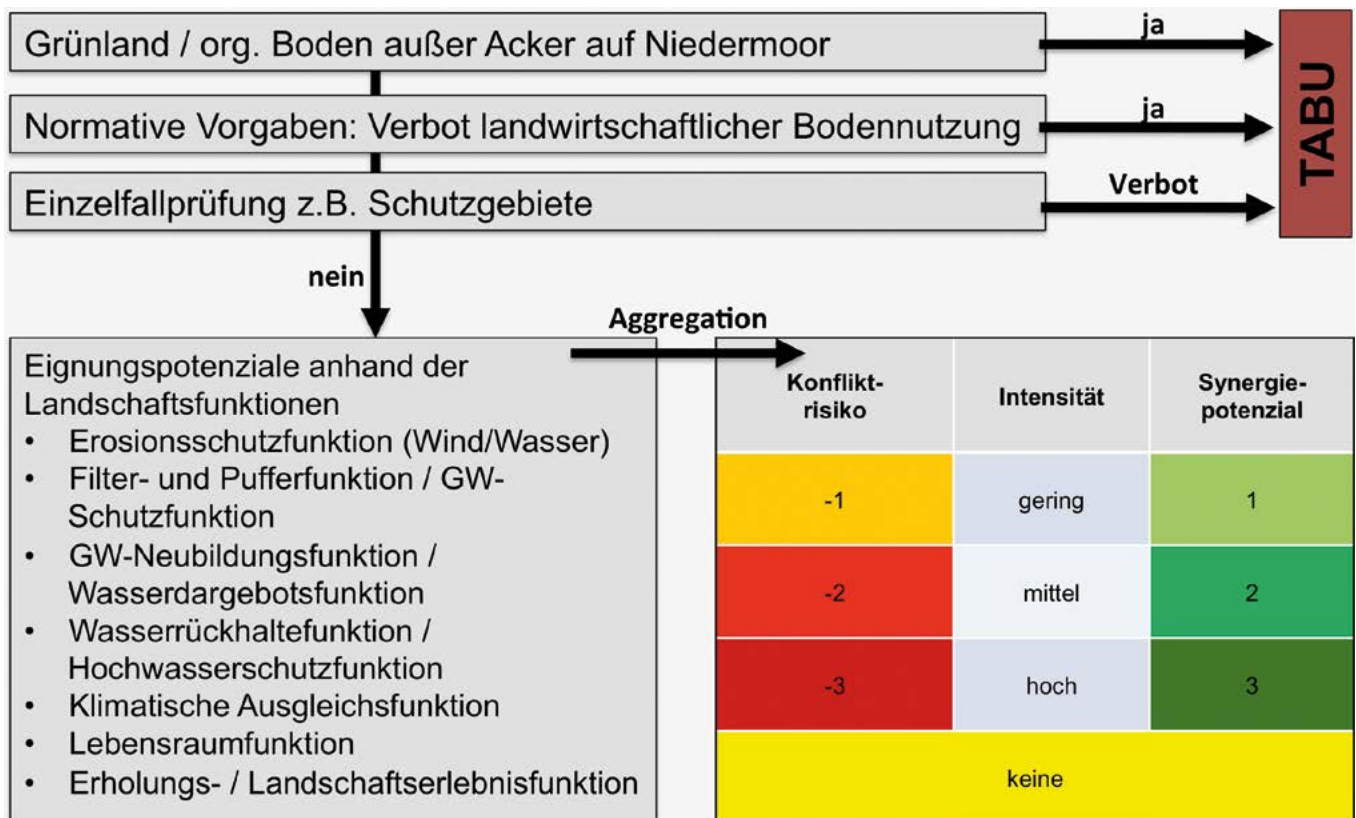 Grünland / org. Boden außer Acker auf Niedermoor
ja
Normative Vorgaben: Verbot landwirtschaftlicher Bodennutzung
ja
Einzelfallprüfung z.B. Schutzgebiete
Verbot
TABU
nein
Aggregation
Eignungspotenziale anhand der
Landschaftsfunktionen
• Erosionsschutzfunktion (Wind/Wasser)
• Filter- und Pufferfunktion / GW-
Schutzfunktion
• GW-Neubildungsfunktion /
Wasserdargebotsfunktion
• Wasserrückhaltefunktion /
Hochwasserschutzfunktion
• Klimatische Ausgleichsfunktion
• Lebensraumfunktion
• Erholungs- / Landschaftserlebnisfunktion
Konflikt-
risiko
Intensität
Synergie-
potenzial
-1 gering 1
-2 mittel 2
-3 hoch 3
keine